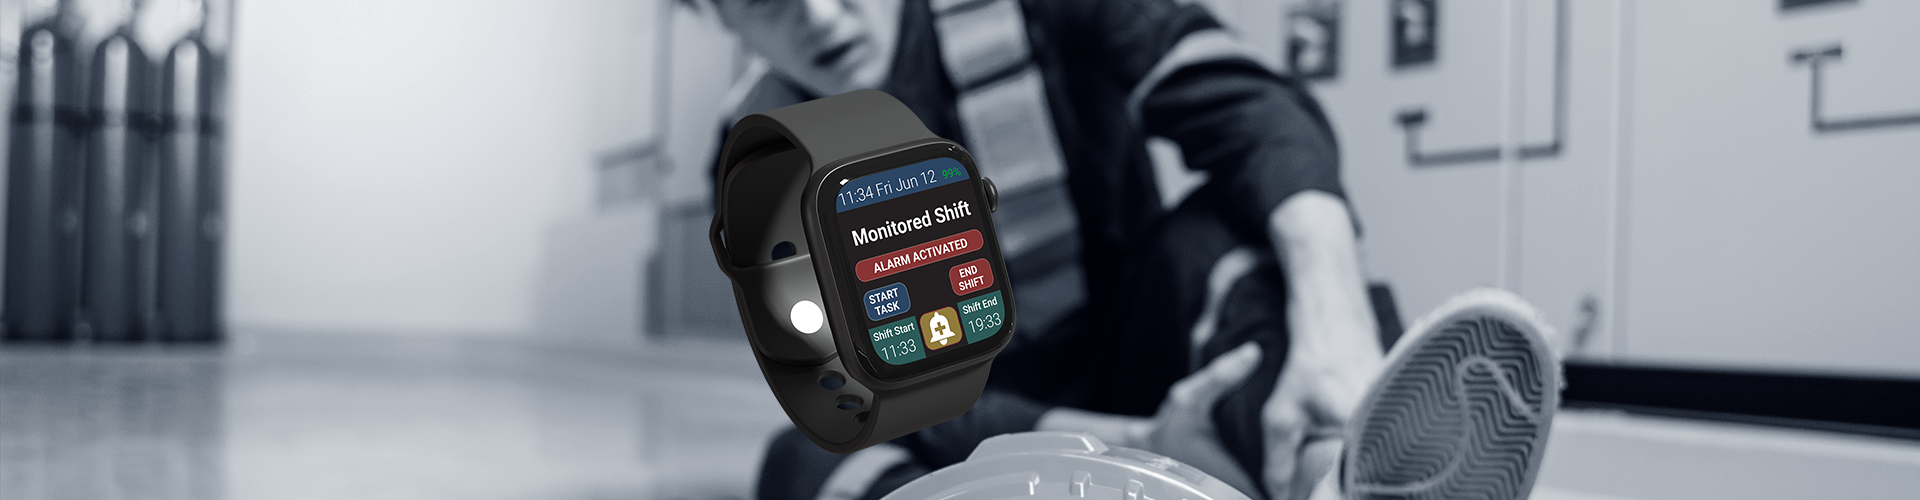 11:34 Fri Jun 12 99%
Monitored Shift
ALARM ACTIVATED
START
TASK
END
SHIFT
Shift Start
11:33
Shift End
19:33